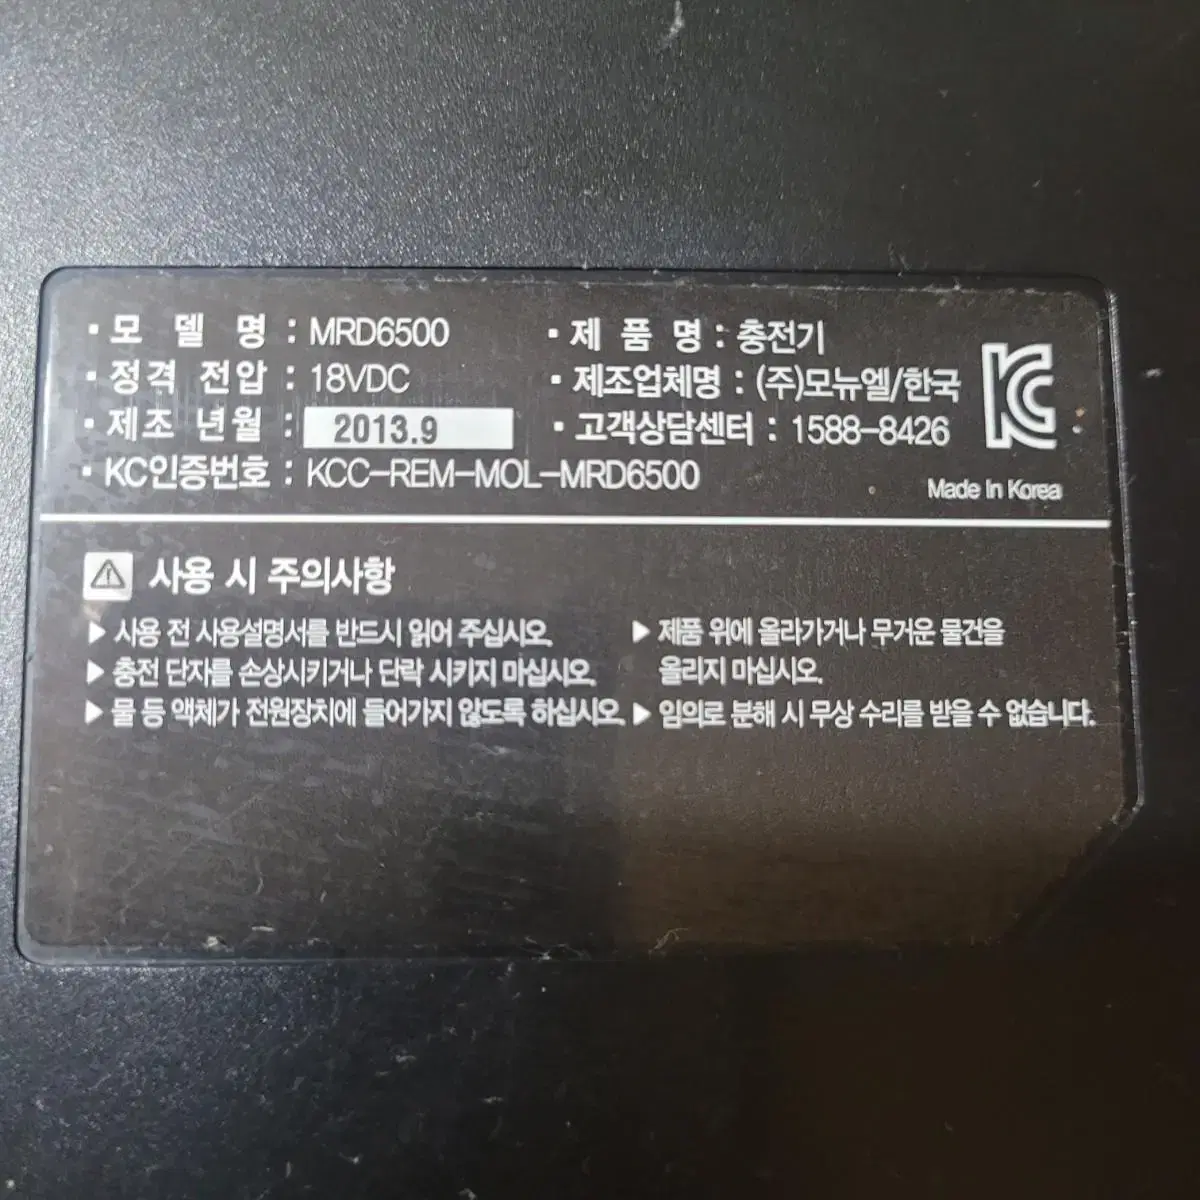 · 모 델 명 : MRD6500
· 정격 전압 : 18VDC
· 제조 년월 : 2013.9
· KC인증번호 : KCC-REM-MOL-MRD6500
· 제 품 명 : 충전기
· 제조업체명 : (주)모뉴엘/한국
· 고객상담센터 : 1588-8426
KC
Made In Korea
⚠ 사용 시 주의사항
▶ 사용 전 사용설명서를 반드시 읽어 주십시오.
▶ 충전 단자를 손상시키거나 단락 시키지 마십시오.
▶ 물 등 액체가 전원장치에 들어가지 않도록 하십시오.
▶ 제품 위에 올라가거나 무거운 물건을
올리지 마십시오.
▶ 임의로 분해 시 무상 수리를 받을 수 없습니다.